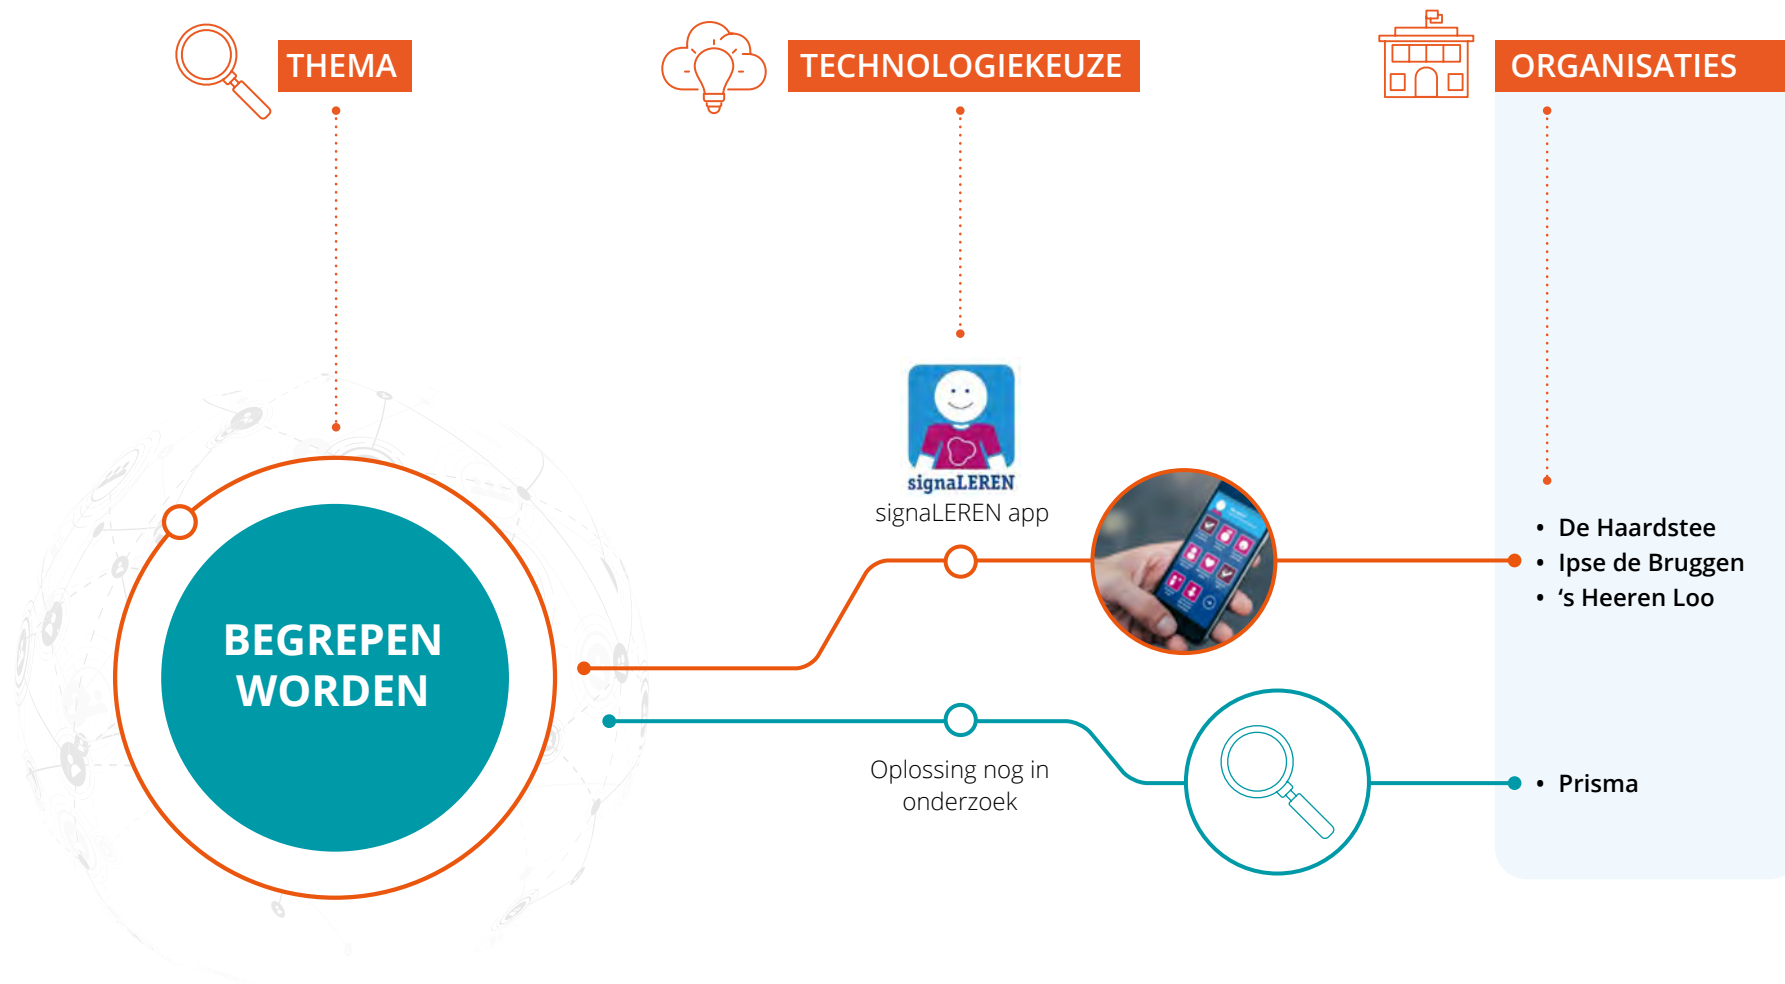 THEMA
TECHNOLOGIEKEUZE
ORGANISATIES
signaLEREN
signaLEREN app
BEGREPEN
WORDEN
• De Haardstee
• Ipse de Bruggen
• ‘s Heeren Loo
Oplossing nog in
onderzoek
• Prisma